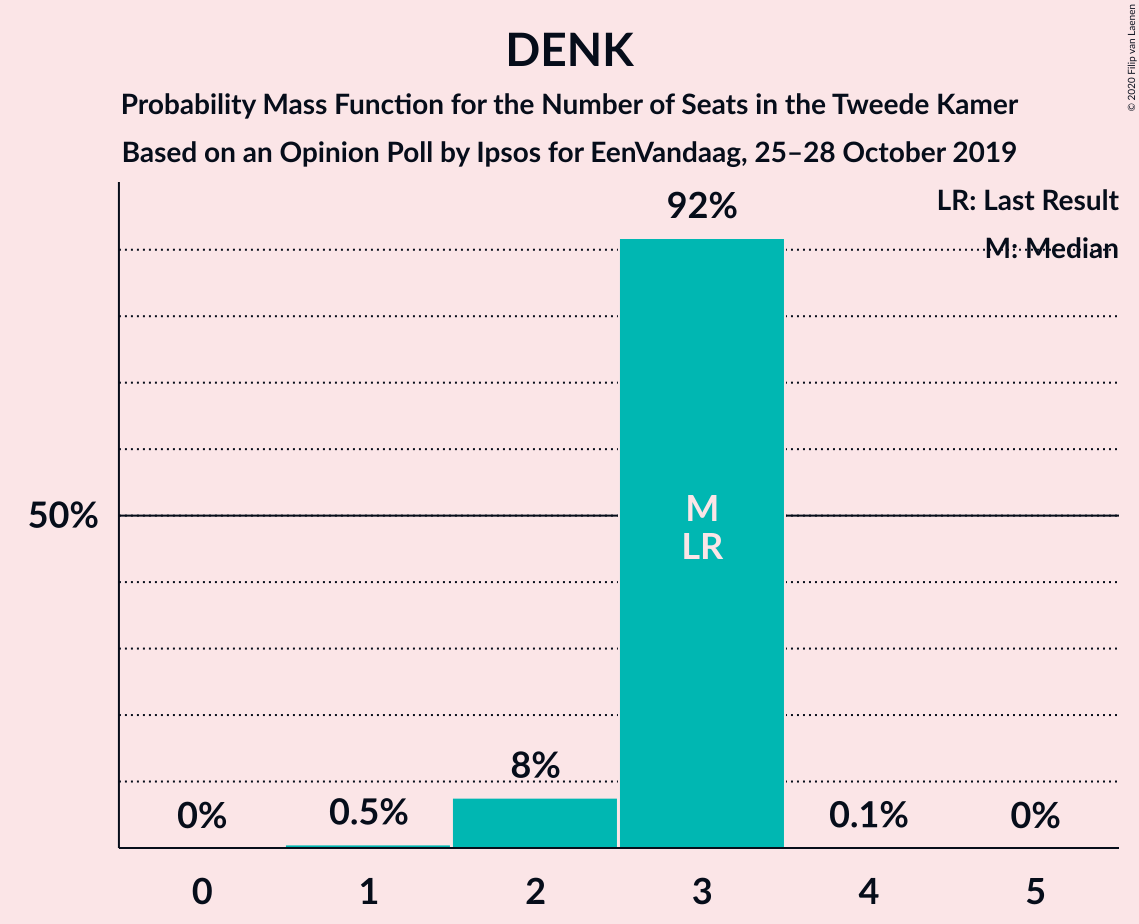 DENK
Probability Mass Function for the Number of Seats in the Tweede Kamer
Based on an Opinion Poll by Ipsos for EenVandaag, 25–28 October 2019
© 2020 Filip van Laenen
LR: Last Result
M: Median
92%
50%
M
LR
8%
0%
0.5%
0.1%
0%
0
1
2
3
4
5